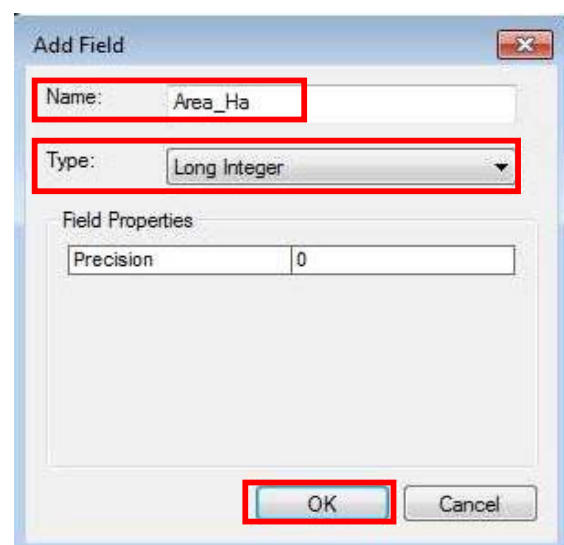 Add Field
Name: Area_Ha
Type: Long Integer
Field Properties
Precision 0
OK Cancel